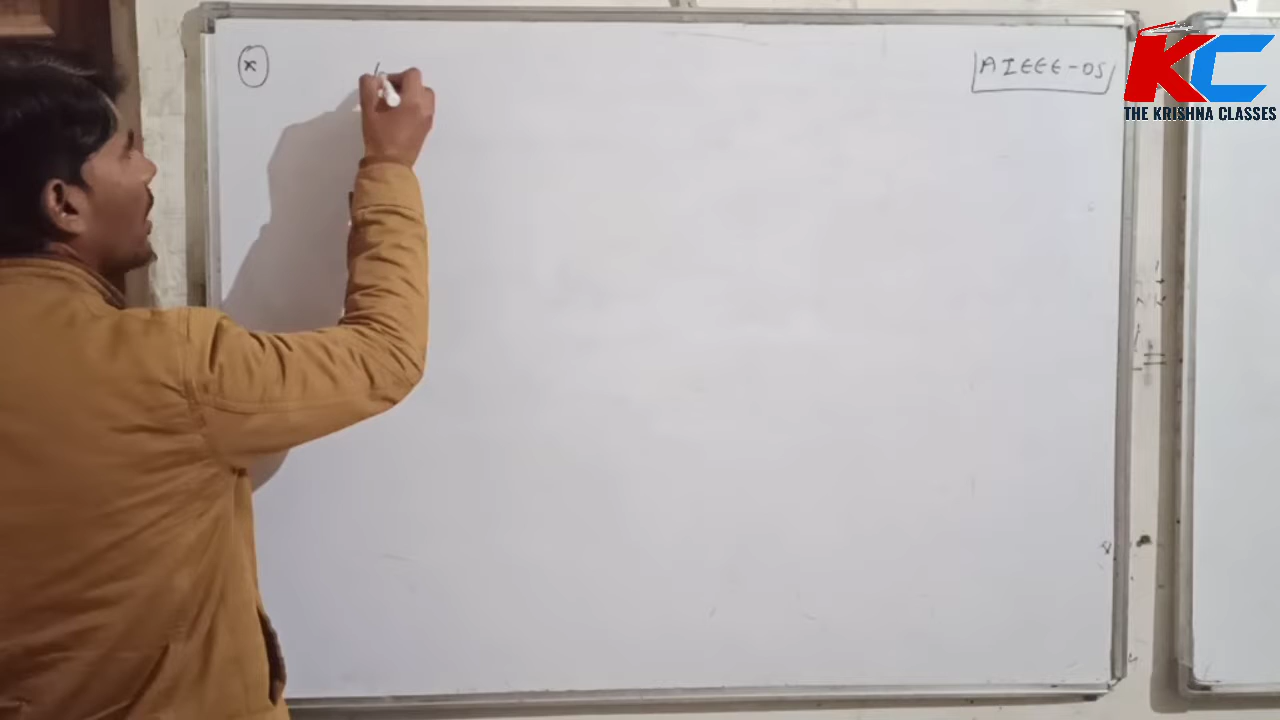 x
AIEEE-05
KC
THE KRISHNA CLASSES